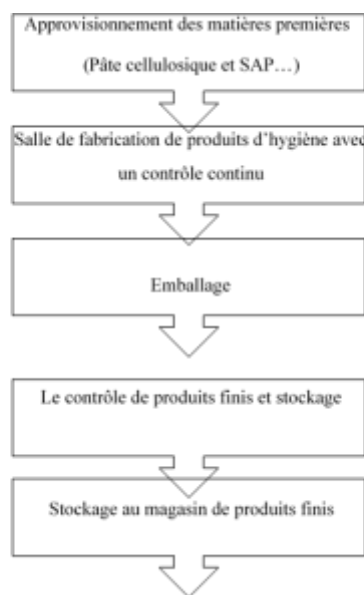 Approvisionnement des matières premières
(Pâte cellulosique et SAP…)
Salle de fabrication de produits d’hygiène avec
un contrôle continu
Emballage
Le contrôle de produits finis et stockage
Stockage au magasin de produits finis